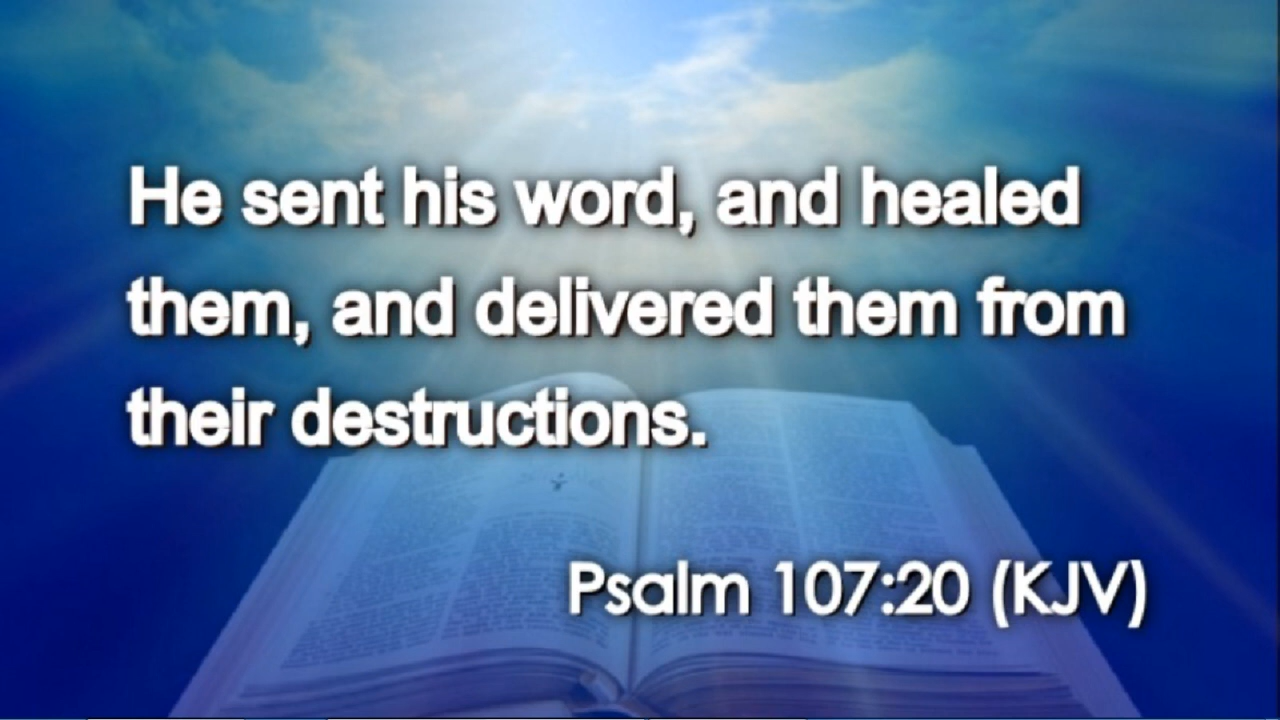 He sent his word, and healed
them, and delivered them from
their destructions.
Psalm 107:20 (KJV)